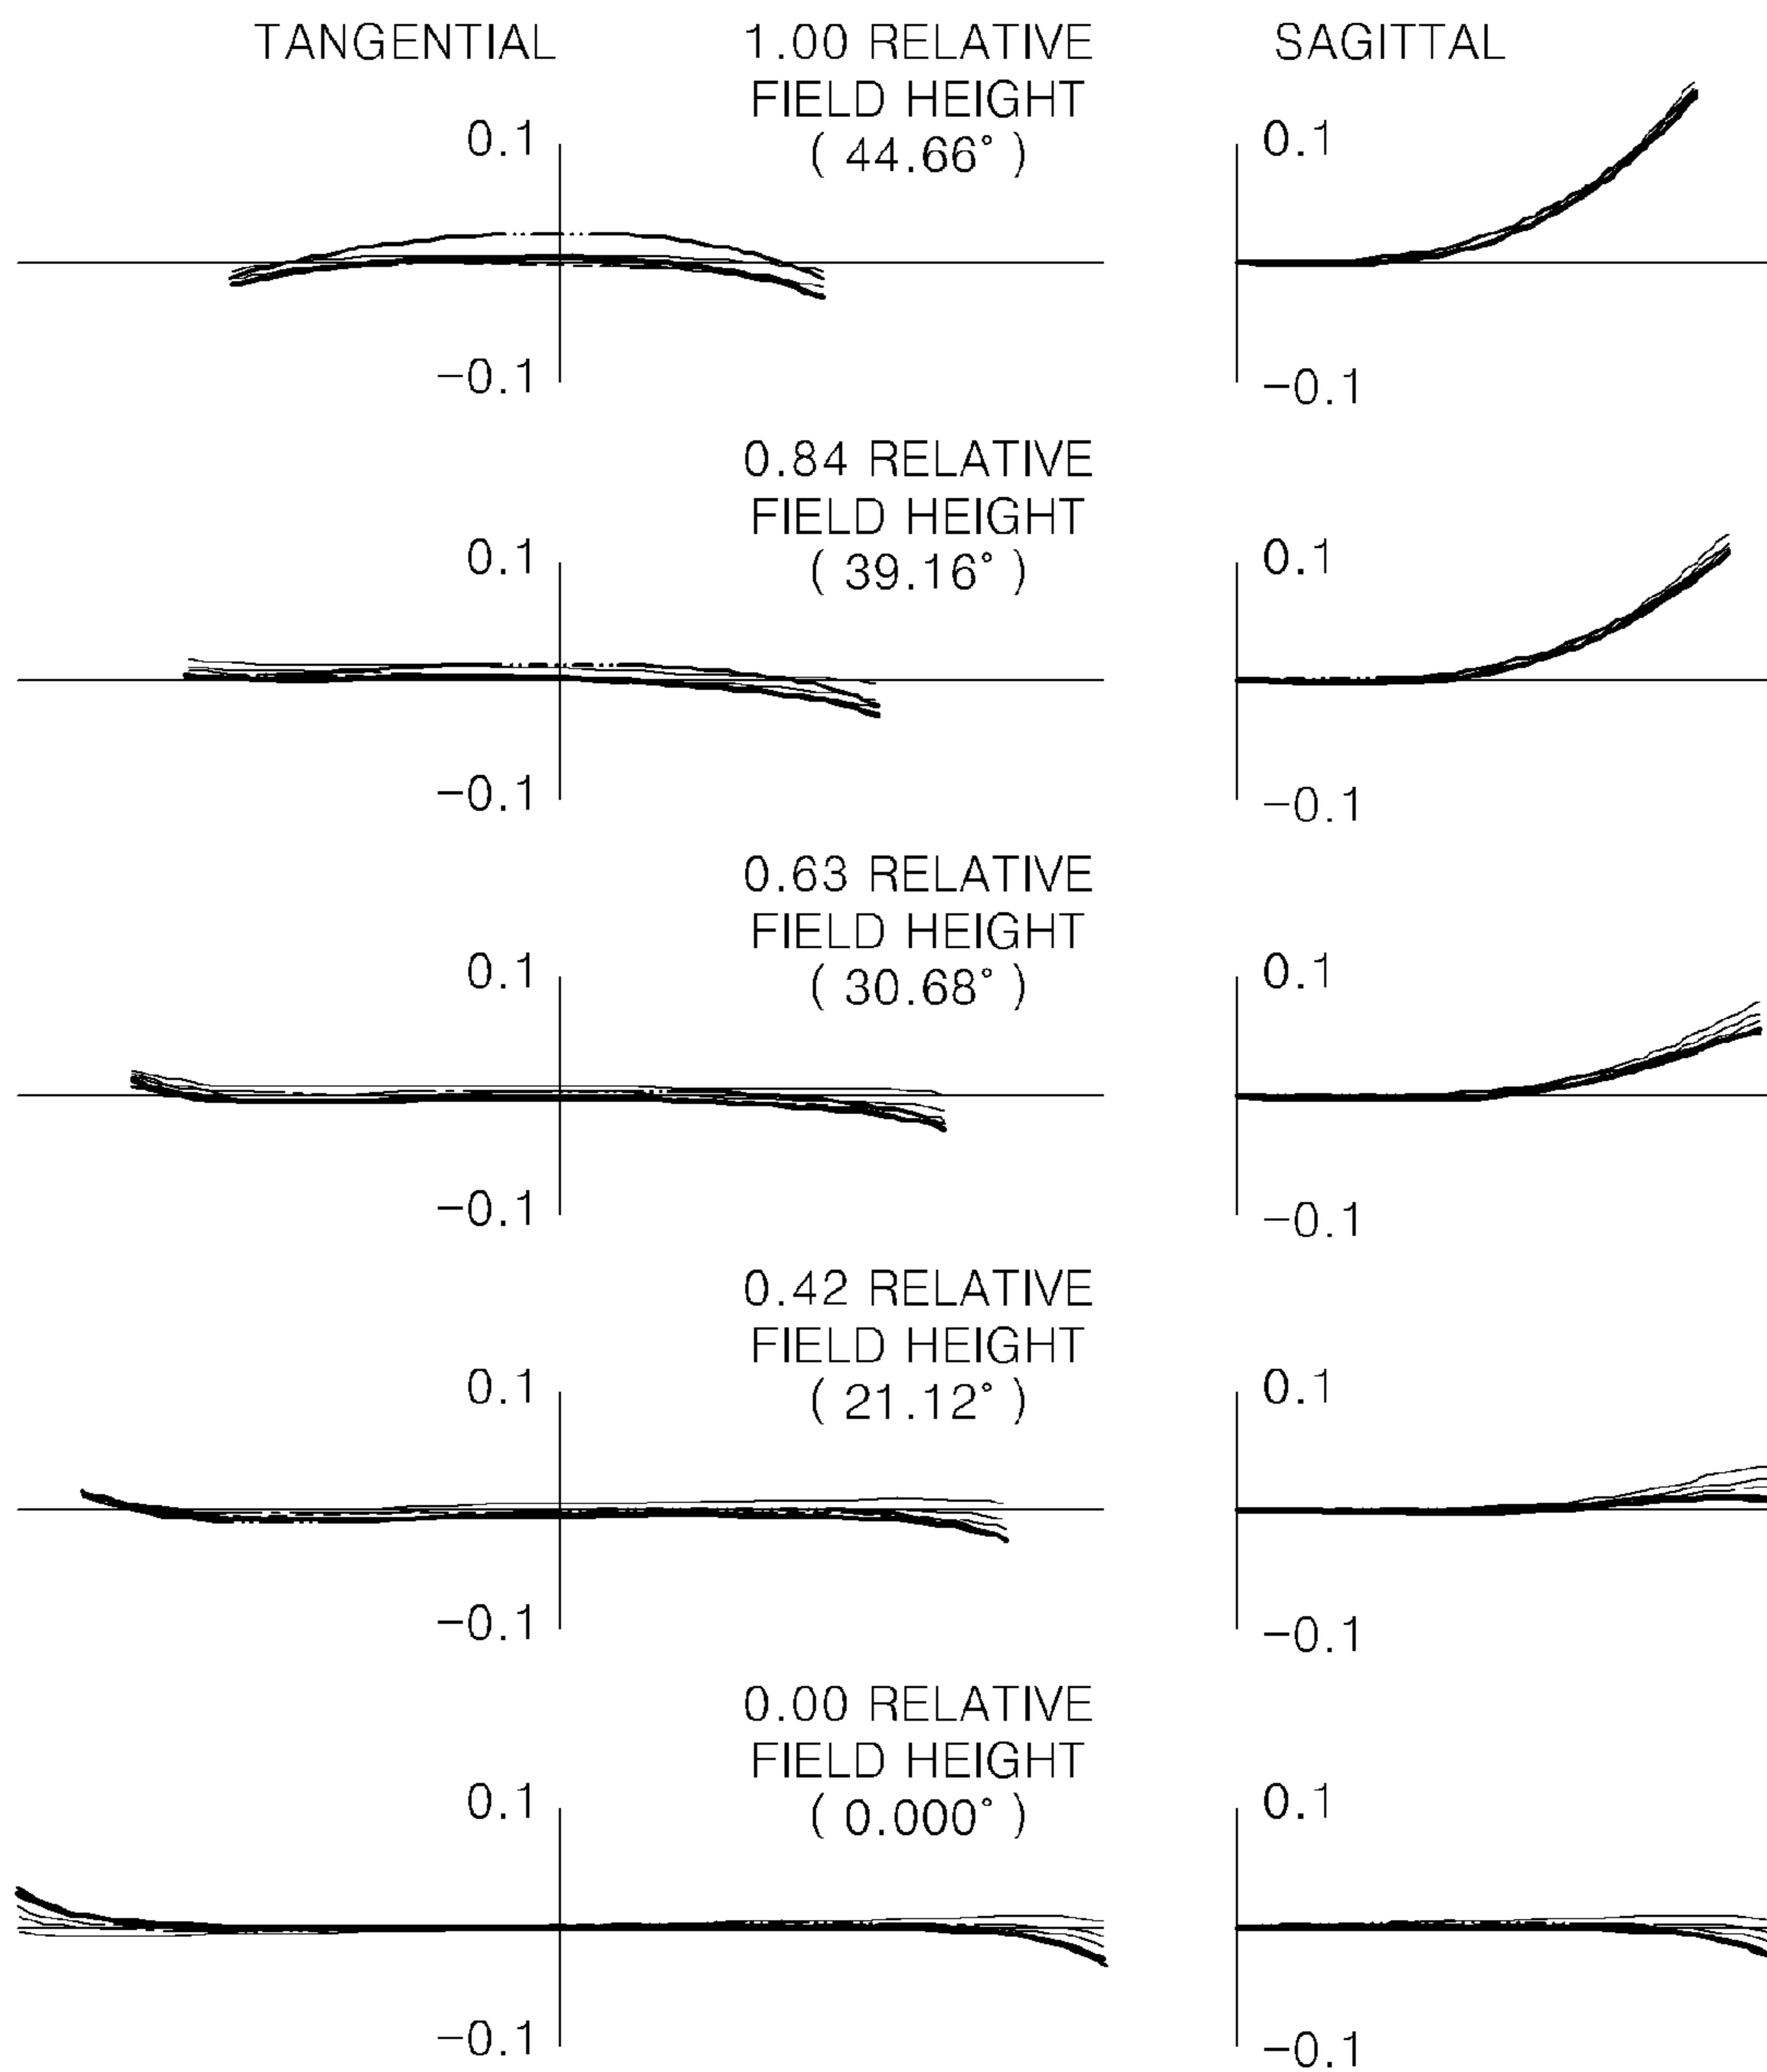 TANGENTIAL
1.00 RELATIVE
FIELD HEIGHT
( 44.66° )
SAGITTAL
0.1
-0.1
0.1
-0.1
0.84 RELATIVE
FIELD HEIGHT
( 39.16° )
0.1
-0.1
0.1
-0.1
0.63 RELATIVE
FIELD HEIGHT
( 30.68° )
0.1
-0.1
0.1
-0.1
0.42 RELATIVE
FIELD HEIGHT
( 21.12° )
0.1
-0.1
0.1
-0.1
0.00 RELATIVE
FIELD HEIGHT
( 0.000° )
0.1
-0.1
0.1
-0.1